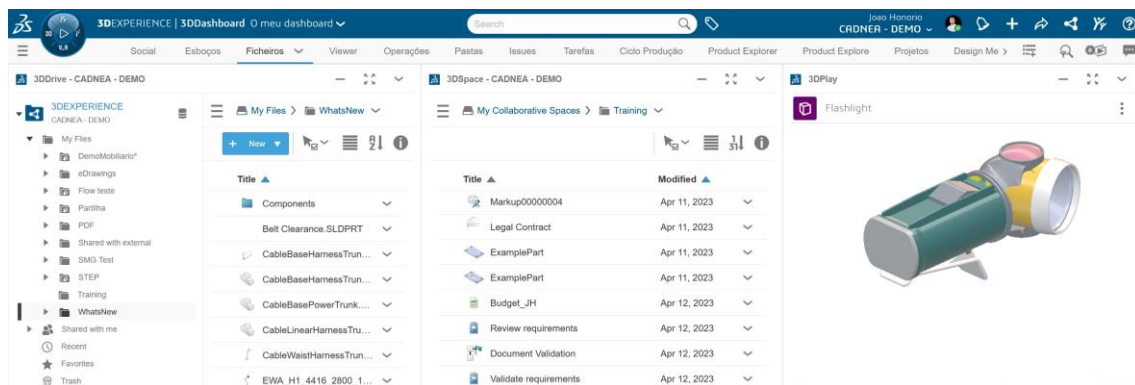 3DEXPERIENCE | 3DDashboard O meu dashboard
Search
Joao Honorio
CADNEA - DEMO
3D
V.R
Social Esboços Ficheiros Viewer Operações Pastas Issues Tarefas Ciclo Produção Product Explorer Product Explore Projetos Design Me
3DDrive - CADNEA - DEMO
3DEXPERIENCE
CADNEA - DEMO
My Files
DemoMobiliario
eDrawings
Flow teste
Partilha
PDF
Shared with external
SMG Test
STEP
Training
WhatsNew
Shared with me
Recent
Favorites
Trash
My Files > WhatsNew
+ New
Title
Components
Belt Clearance.SLDPRT
CableBaseHarnessTrun...
CableBaseHarnessTrun...
CableBasePowerTrunk....
CableLinearHarnessTru...
CableWaistHarnessTrun...
EWA_H1_4416_2800_1...
3DSpace - CADNEA - DEMO
My Collaborative Spaces > Training
Title Modified
Markup00000004 Apr 11, 2023
Legal Contract Apr 11, 2023
ExamplePart Apr 11, 2023
ExamplePart Apr 11, 2023
Budget_JH Apr 12, 2023
Review requirements Apr 12, 2023
Document Validation Apr 12, 2023
Validate requirements Apr 12, 2023
3DPlay
Flashlight